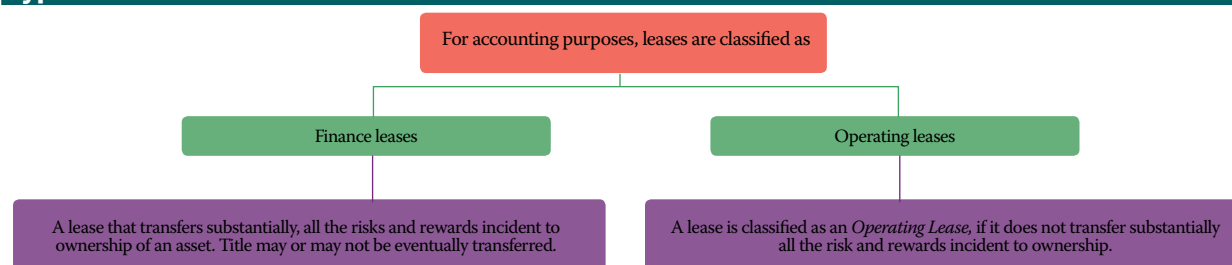 For accounting purposes, leases are classified as
Finance leases
Operating leases
A lease that transfers substantially, all the risks and rewards incident to
ownership of an asset. Title may or may not be eventually transferred.
A lease is classified as an Operating Lease, if it does not transfer substantially
all the risk and rewards incident to ownership.